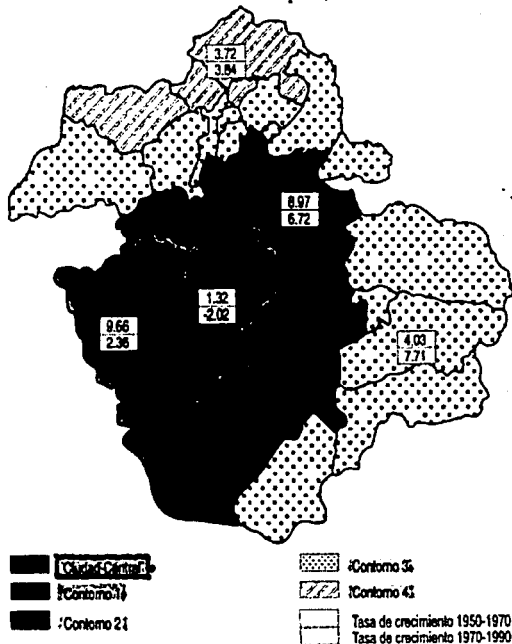 3.72
3.84
8.97
6.72
1.32
-2.02
9.66
2.36
4.03
7.71
Ciudad Central
Contorno 1
Contorno 2
Contorno 3
Contorno 4
Tasa de crecimiento 1950-1970
Tasa de crecimiento 1970-1990